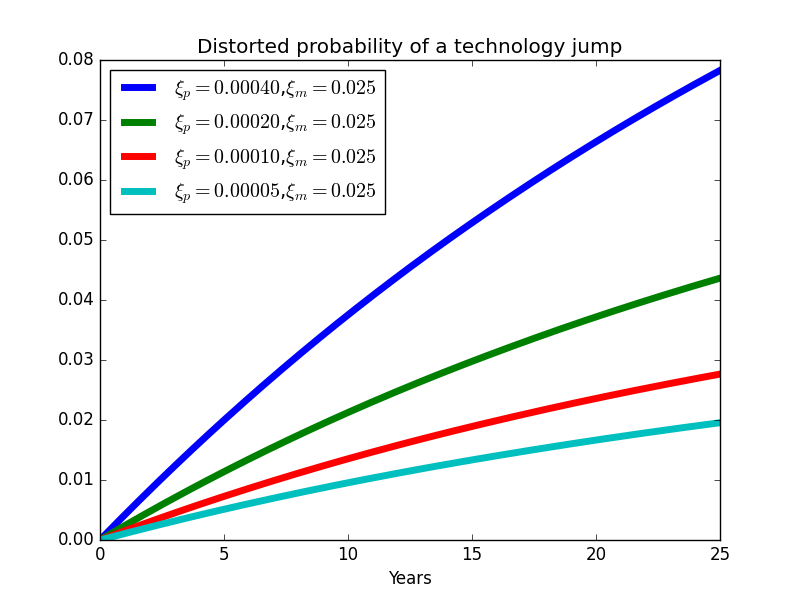 Distorted probability of a technology jump
0.08
0.07
0.06
0.05
0.04
0.03
0.02
0.01
0.00
ξₚ = 0.00040,ξₘ = 0.025
ξₚ = 0.00020,ξₘ = 0.025
ξₚ = 0.00010,ξₘ = 0.025
ξₚ = 0.00005,ξₘ = 0.025
0 5 10 15 20 25
Years